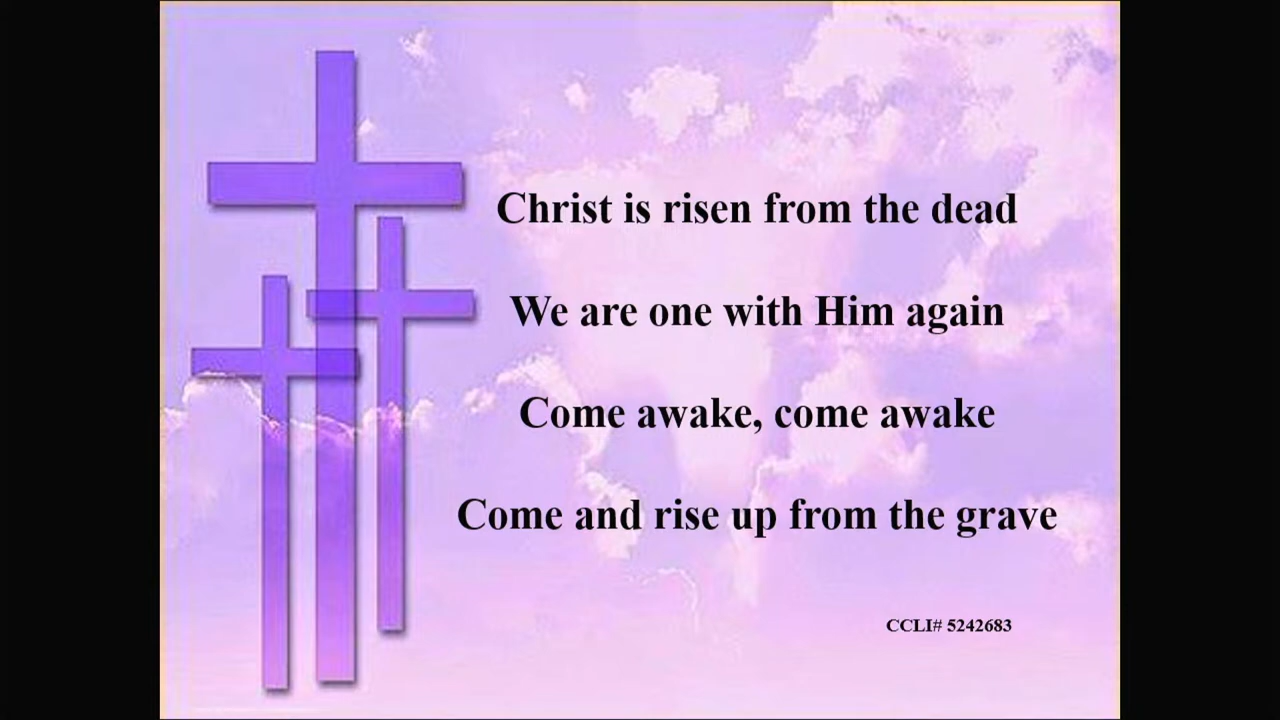 Christ is risen from the dead
We are one with Him again
Come awake, come awake
Come and rise up from the grave
CCLI# 5242683